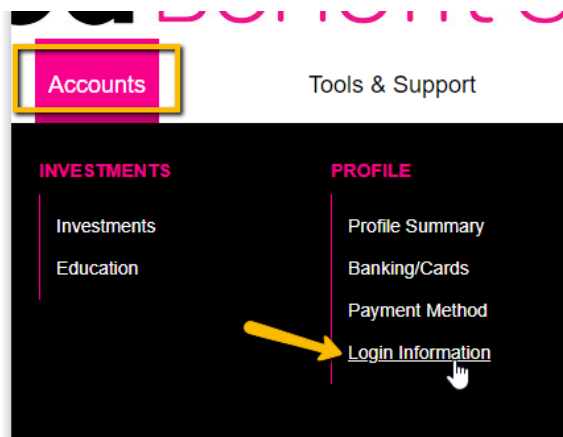 Accounts
Tools & Support
INVESTMENTS
Investments
Education
PROFILE
Profile Summary
Banking/Cards
Payment Method
Login Information